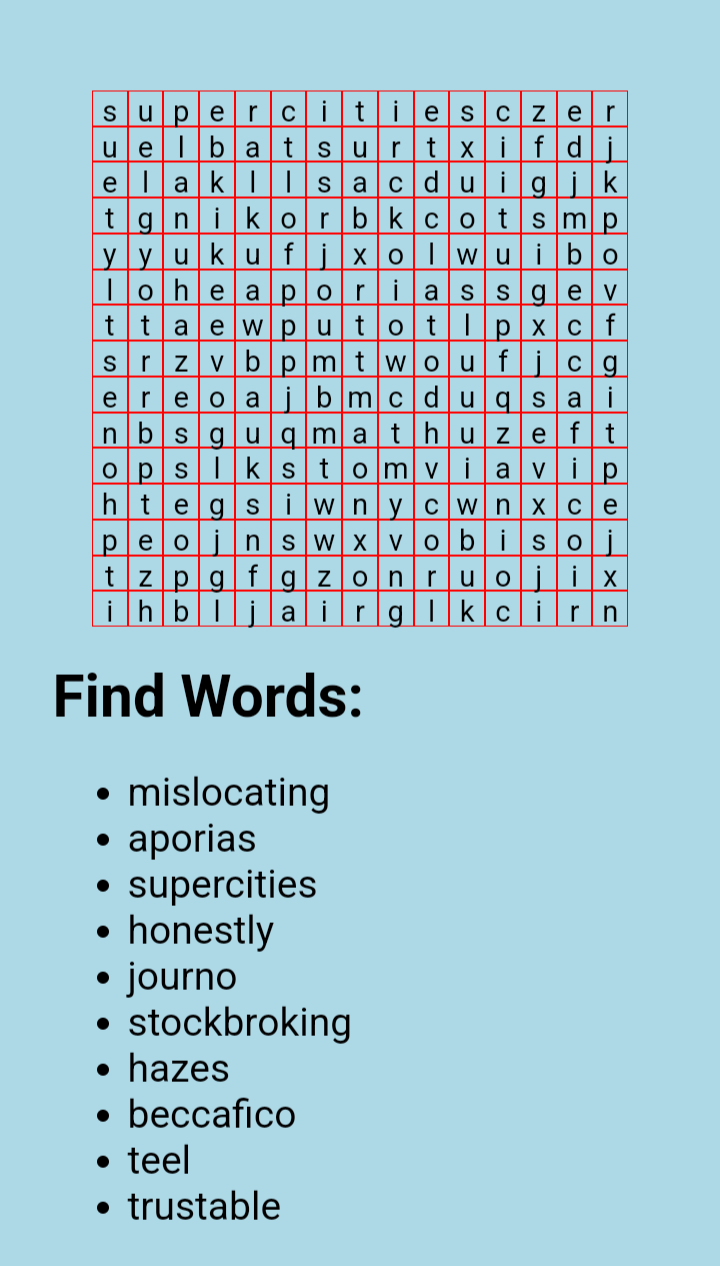 s u p e r c i t i e s c z e r
u e l b a t s u r t x i f d j
e l a k l l s a c d u i g j k
t g n i k o r b k c o t s m p
y y u k u f j x o l w u i b o
l o h e a p o r i a s s g e v
t t a e w p u t o t l p x c f
s r z v b p m t w o u f j c g
e r e o a j b m c d u q s a i
n b s g u q m a t h u z e f t
o p s l k s t o m v i a v i p
h t e g s i w n y c w n x c e
p e o j n s w x v o b i s o j
t z p g f g z o n r u o j i x
i h b l j a i r g l k c i r n
Find Words:
• mislocating
• aporias
• supercities
• honestly
• journo
• stockbroking
• hazes
• beccafico
• teel
• trustable